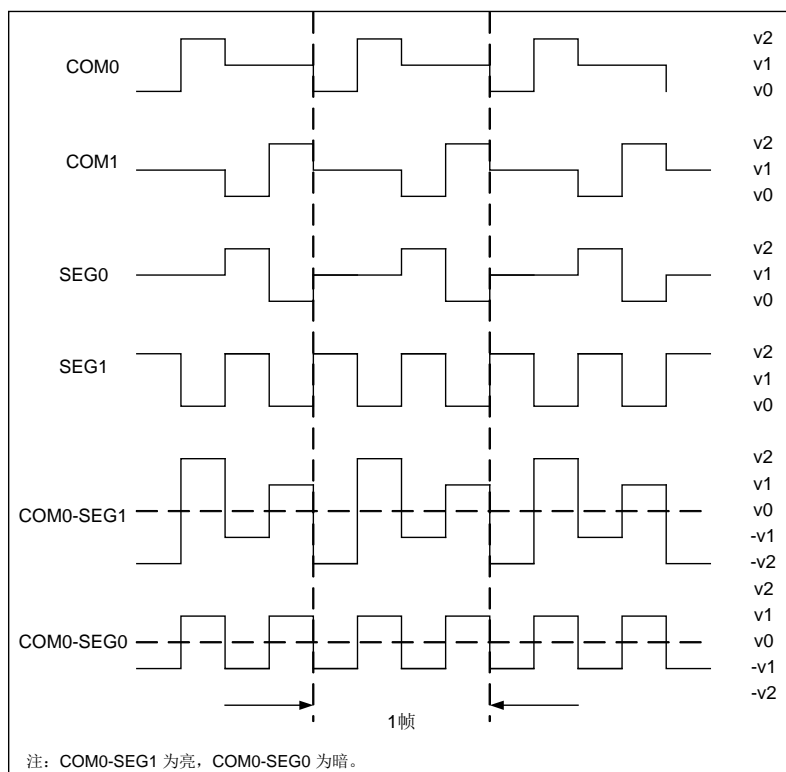 COM0
v2
v1
v0
COM1
v2
v1
v0
SEG0
v2
v1
v0
SEG1
v2
v1
v0
COM0-SEG1
v2
v1
v0
-v1
-v2
COM0-SEG0
v2
v1
v0
-v1
-v2
1帧
注：COM0-SEG1 为亮，COM0-SEG0 为暗。